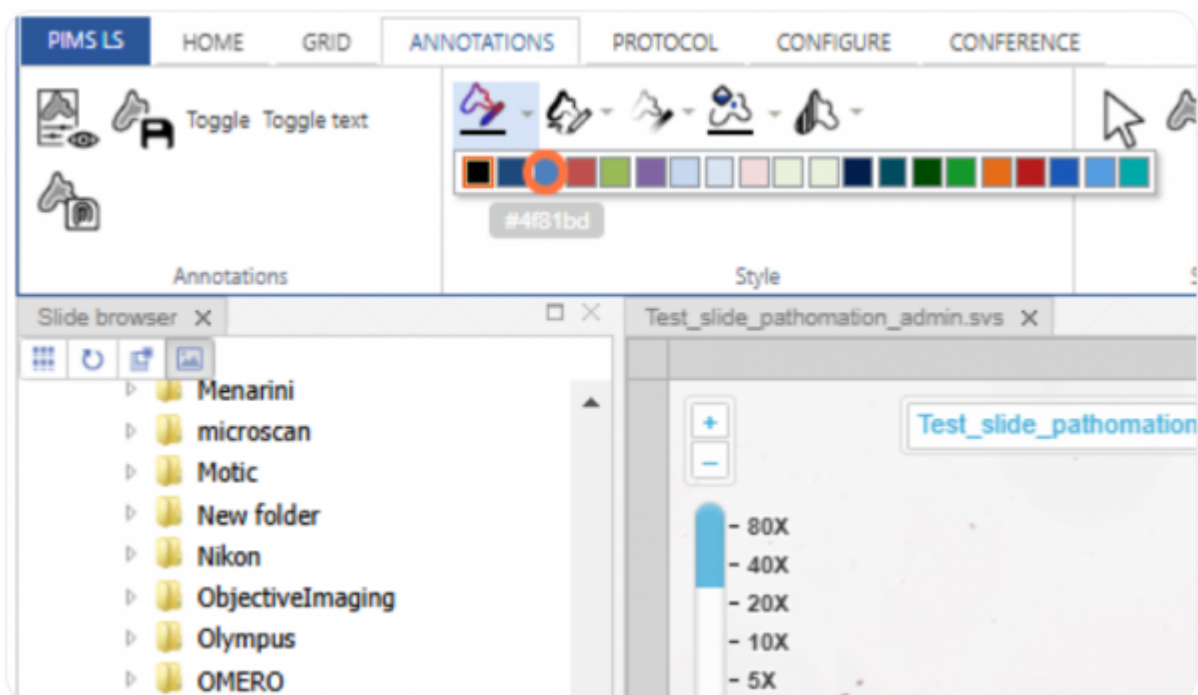 PIMS LS HOME GRID ANNOTATIONS PROTOCOL CONFIGURE CONFERENCE
Toggle Toggle text
#4f81bd
Annotations Style
Slide browser
Test_slide_pathomation_admin.svs
Menarini
microscan
Motic
New folder
Nikon
ObjectiveImaging
Olympus
OMERO
+
Test_slide_pathomation
−
- 80X
- 40X
- 20X
- 10X
- 5X